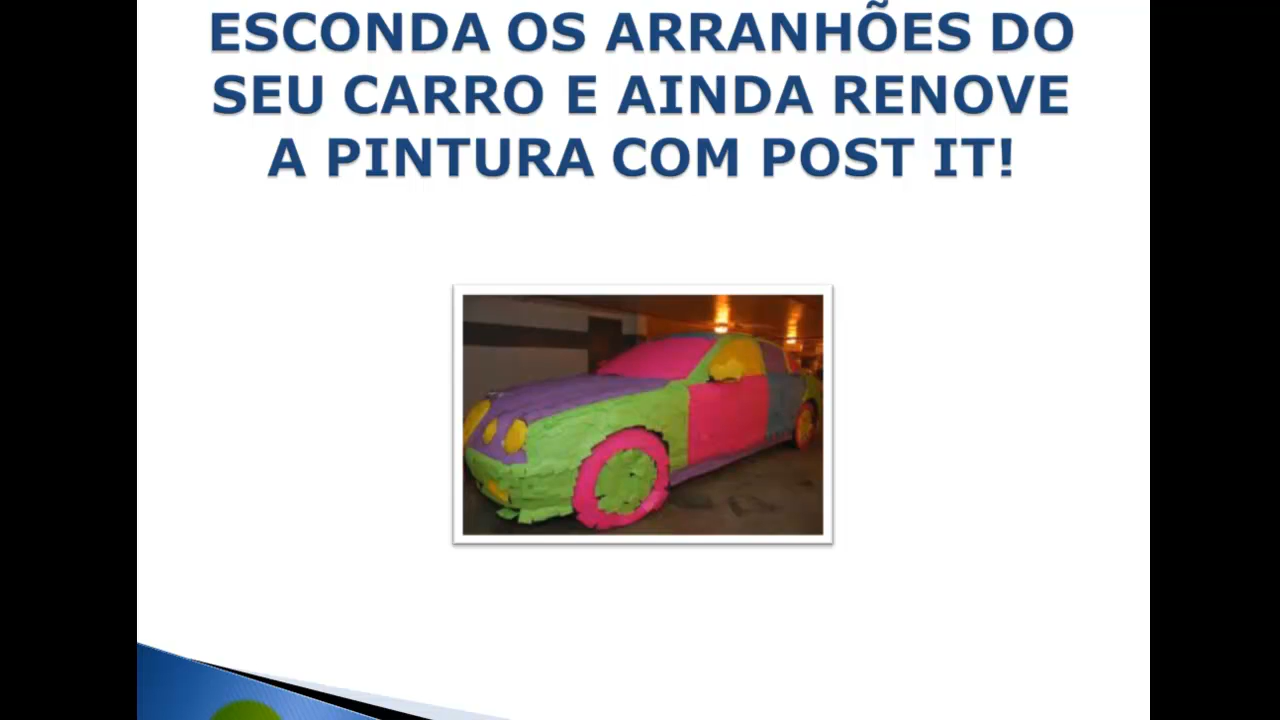 ESCONDA OS ARRANHÕES DO
SEU CARRO E AINDA RENOVE
A PINTURA COM POST IT!